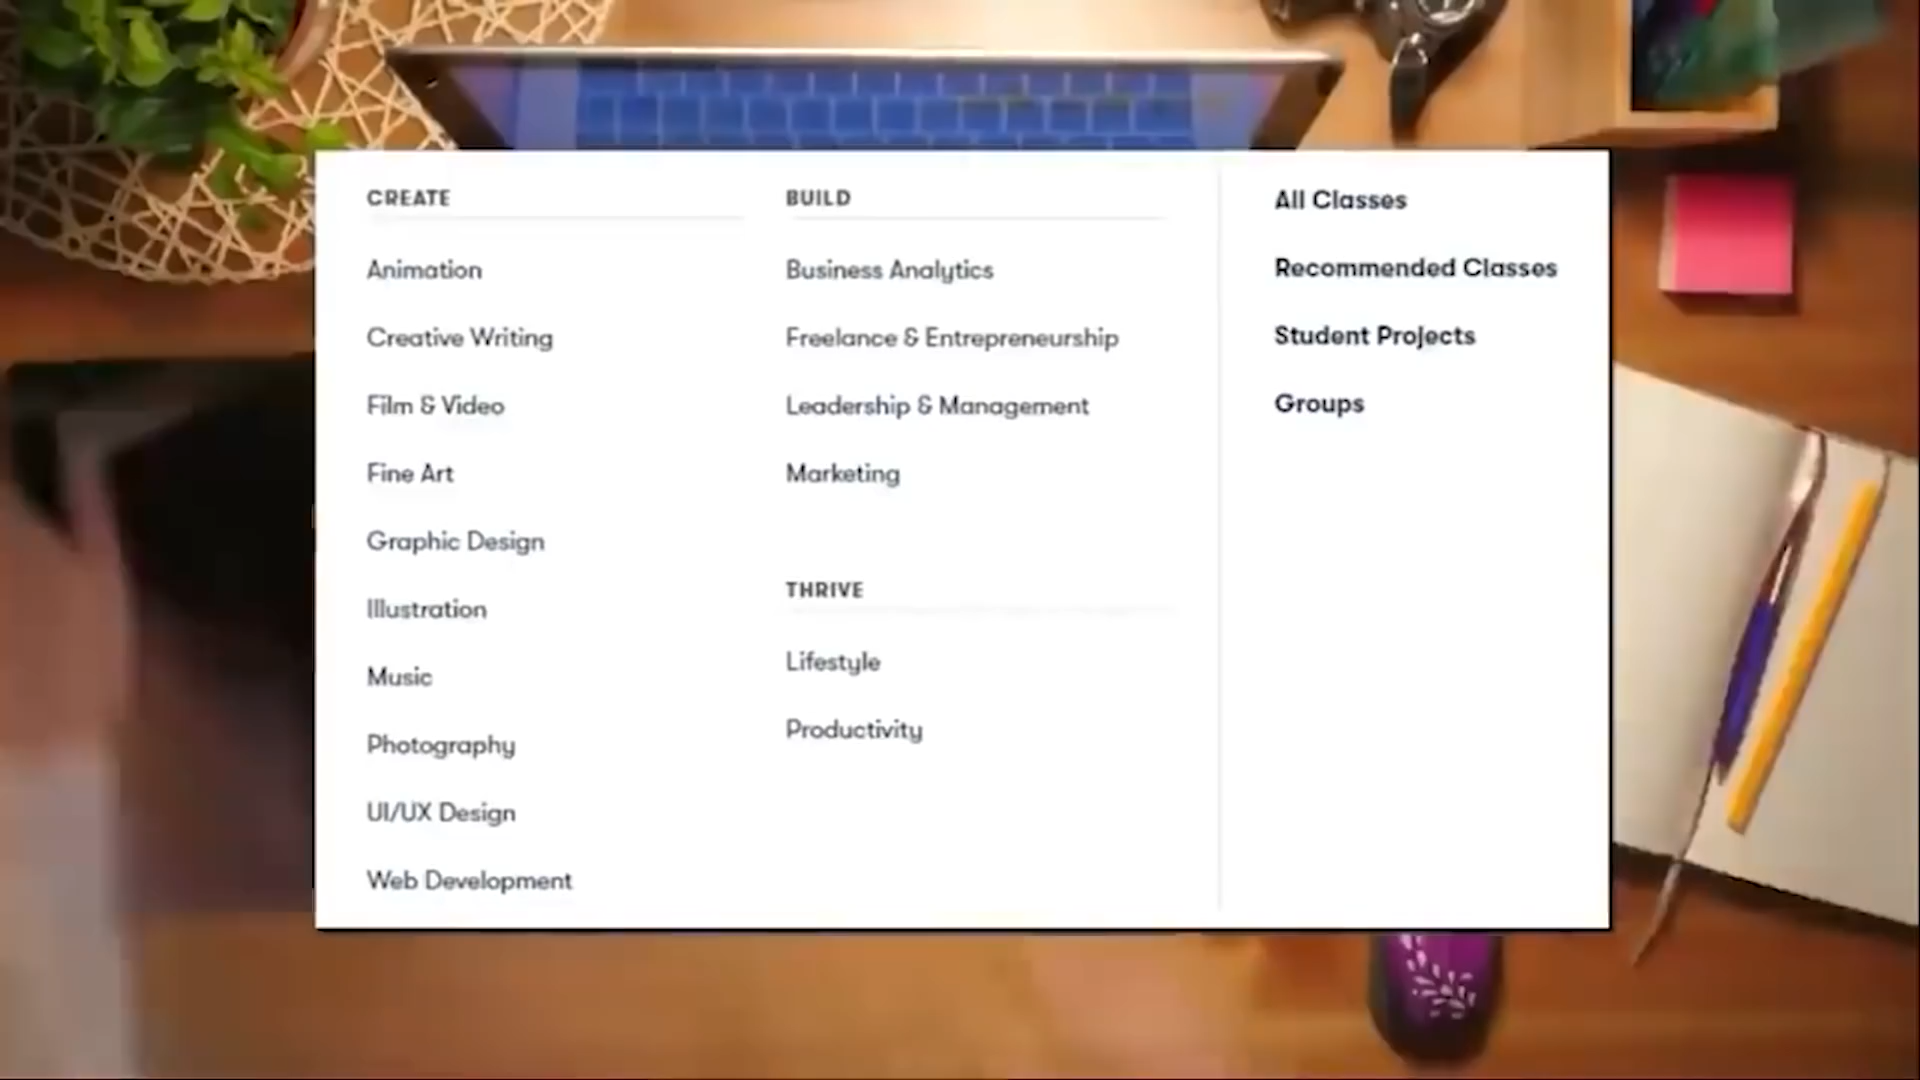 CREATE
Animation
Creative Writing
Film & Video
Fine Art
Graphic Design
Illustration
Music
Photography
UI/UX Design
Web Development
BUILD
Business Analytics
Freelance & Entrepreneurship
Leadership & Management
Marketing
THRIVE
Lifestyle
Productivity
All Classes
Recommended Classes
Student Projects
Groups